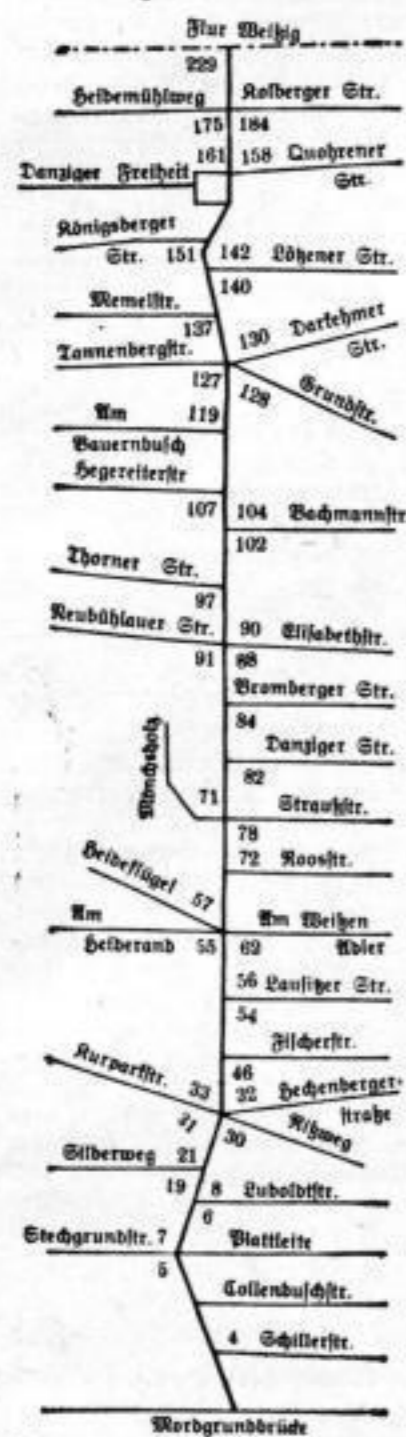 Flur Weißig
229
Heidemühlweg Kolberger Str.
175 184
161 158 Quohrener
Danziger Freiheit Str.
Königsberger
Str. 151 142 Lötzener Str.
140
Memelstr.
137 130 Darkehmer
Str.
Tannenbergstr.
127 128 Grundstr.
Am 119
Bauernbusch
Hegereiterstr
107 104 Bachmannstr
102
Thorner Str.
97
Neubühlauer Str. 90 Elisabethstr.
91 88
Bromberger Str.
84
Danziger Str.
82
Mönchsholz
71 Straußstr.
78
72 Roosstr.
Heideflügel 57
Am Am Weißen
Heiderand 55 62 Adler
56 Lausitzer Str.
54
Fischerstr.
46
Kurparkstr. 33 32 Hechenberger-
straße
31 30 Rißweg
Silberweg 21
19 8 Luboldtstr.
6
Stechgrundstr. 7 Plattleite
5
Collenbuschstr.
4 Schillerstr.
Mordgrundbrücke